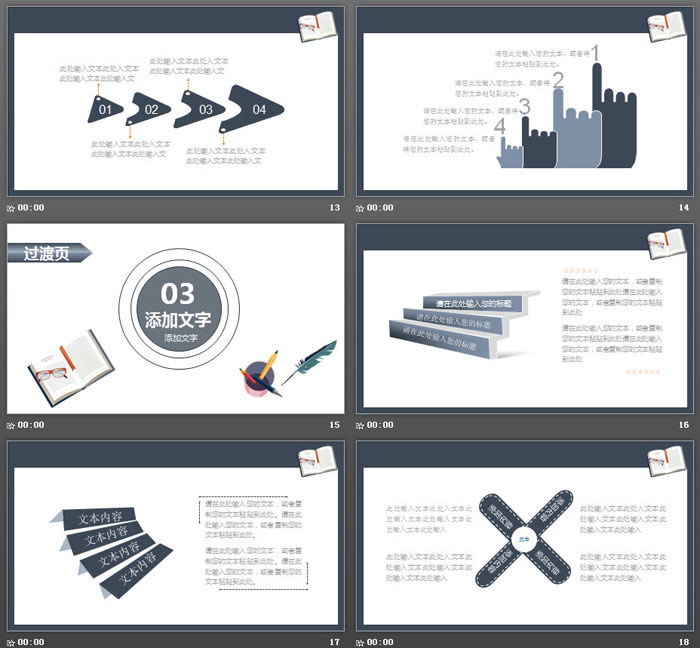 此处输入文本此处入文本
此处输入文本此处输入文
此处输入文本此处入文本
此处输入文本此处输入文
01
02
03
04
此处输入文本此处入文本
此处输入文本此处输入文
此处输入文本此处入文本
此处输入文本此处输入文
00:00
13
请在此处输入您的文本，或者将
您的文本粘贴到此处。
1
请在此处输入您的文本，或者将
您的文本粘贴到此处。
2
请在此处输入您的文本，或者将
您的文本粘贴到此处。
3
请在此处输入您的文本，或者将
您的文本粘贴到此处。
4
00:00
14
过渡页
03
添加文字
添加文字
00:00
15
请在此处输入您的标题
请在此处输入您的标题
请在此处输入您的标题
请在此处输入您的文本，或者复制
您的文本粘贴到此处请在此处输入
您的文本，或者复制您的文本粘贴
到此处
请在此处输入您的文本，或者复制
您的文本粘贴到此处请在此处输入
您的文本，或者复制您的文本粘贴
到此处
00:00
16
文本内容
文本内容
文本内容
文本内容
请在此处输入您的文本，或者复
制您的文本粘贴到此处。请在此
处输入您的文本，或者复制您的
文本粘贴到此处。
请在此处输入您的文本，或者复
制您的文本粘贴到此处。请在此
处输入您的文本，或者复制您的
文本粘贴到此处。
00:00
17
此处输入文本此处入文本此
处输入文本此处输入文本此
处入文本此处输入
此处输入文本此处入文本此
处输入文本此处输入文本此
处入文本此处输入文本
文本
此处输入文本此处入文本此
处输入文本此处输入文本此
处入文本此处输入文本
此处输入文本此处入文本此
处输入文本此处输入文本此
处入文本此处输入文本
00:00
18